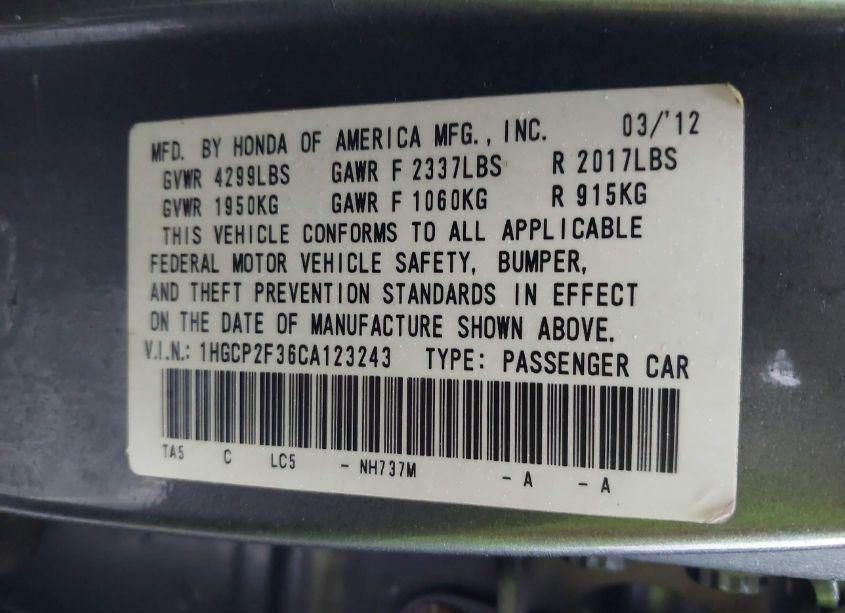 MFD. BY HONDA OF AMERICA MFG., INC. 03/'12
GVWR 4299LBS GAWR F 2337LBS R 2017LBS
GVWR 1950KG GAWR F 1060KG R 915KG
THIS VEHICLE CONFORMS TO ALL APPLICABLE
FEDERAL MOTOR VEHICLE SAFETY, BUMPER,
AND THEFT PREVENTION STANDARDS IN EFFECT
ON THE DATE OF MANUFACTURE SHOWN ABOVE.
V.I.N.: 1HGCP2F36CA123243 TYPE: PASSENGER CAR
TA5 C LC5 - NH737M - A - A